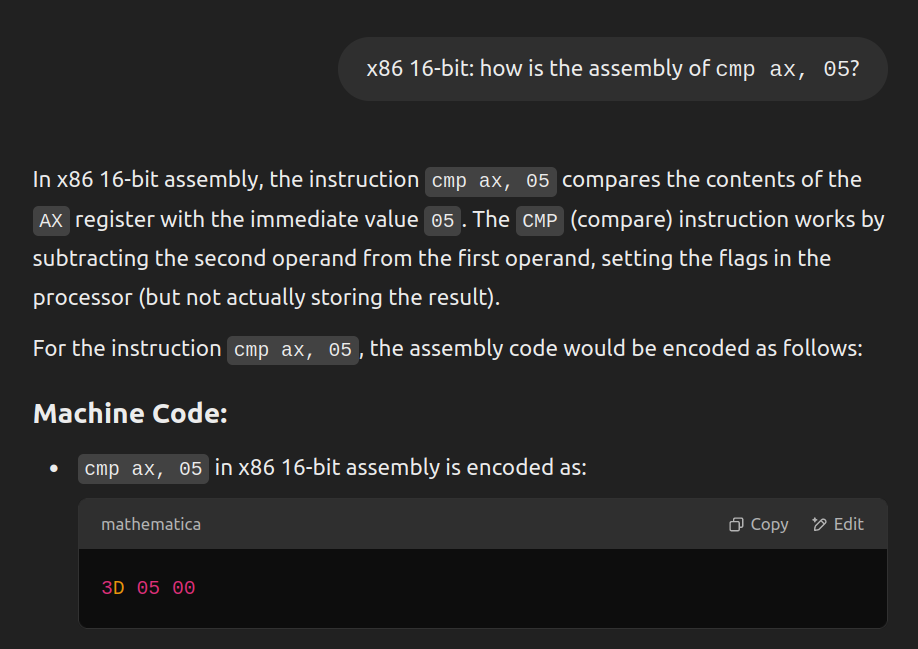 x86 16-bit: how is the assembly of cmp ax, 05?
In x86 16-bit assembly, the instruction cmp ax, 05 compares the contents of the
AX register with the immediate value 05. The CMP (compare) instruction works by
subtracting the second operand from the first operand, setting the flags in the
processor (but not actually storing the result).
For the instruction cmp ax, 05, the assembly code would be encoded as follows:
Machine Code:
• cmp ax, 05 in x86 16-bit assembly is encoded as:
mathematica Copy Edit
3D 05 00